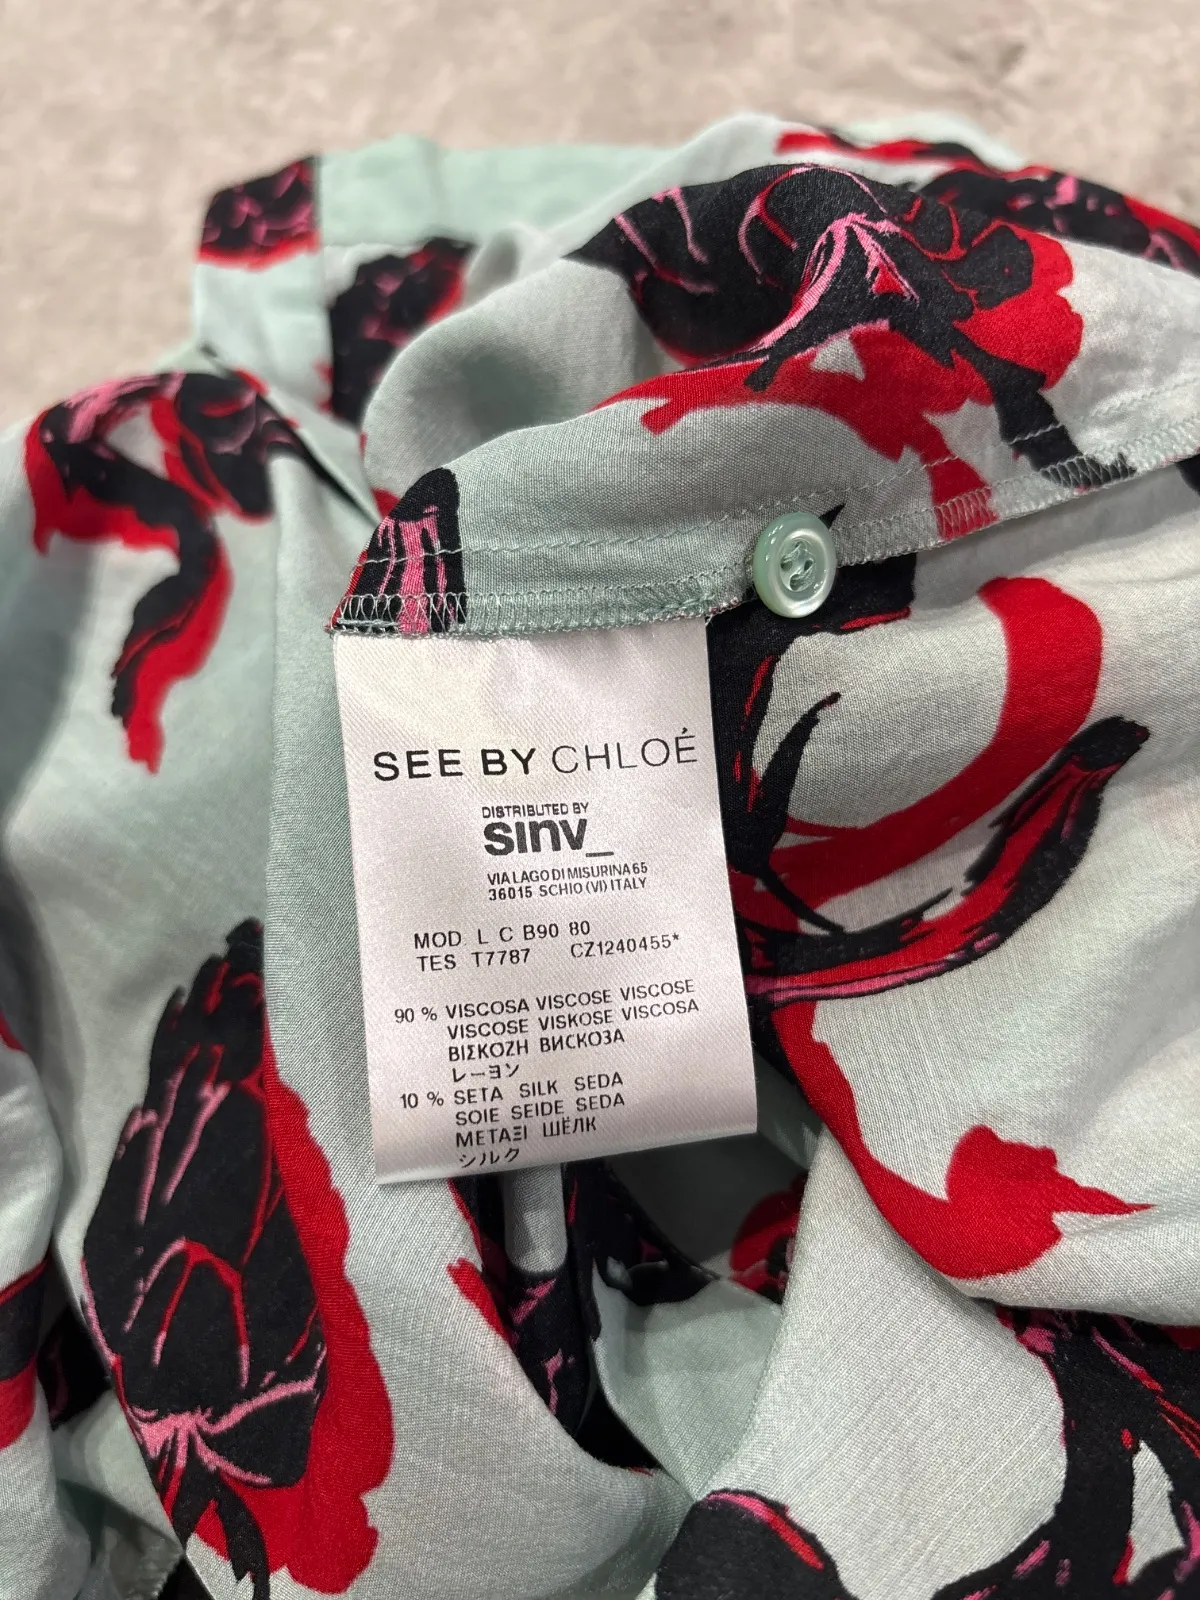 SEE BY CHLOÉ
DISTRIBUTED BY
sinv_
VIA LAGO DI MISURINA 65
36015 SCHIO (VI) ITALY
MOD. L C B90 80
TES T7787 CZ1240455*
90 % VISCOSA VISCOSE VISCOSE
VISCOSE VISKOSE VISCOSA
ΒΙΣΚΟΖΗ ВИСКОЗА
レーヨン
10 % SETA SILK SEDA
SOIE SEIDE SEDA
ΜΕΤΑΞΙ ШЁЛК
シルク